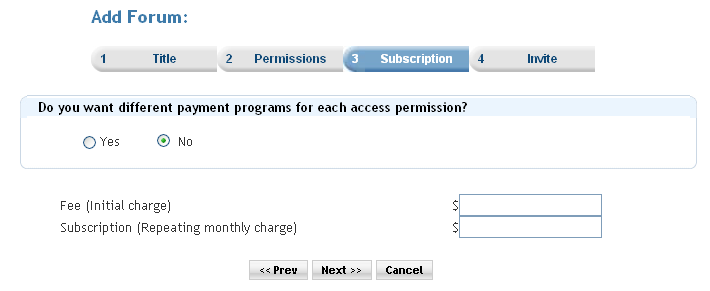 Add Forum:
1 Title 2 Permissions 3 Subscription 4 Invite
Do you want different payment programs for each access permission?
Yes No
Fee (Initial charge) $
Subscription (Repeating monthly charge) $
<< Prev Next >> Cancel